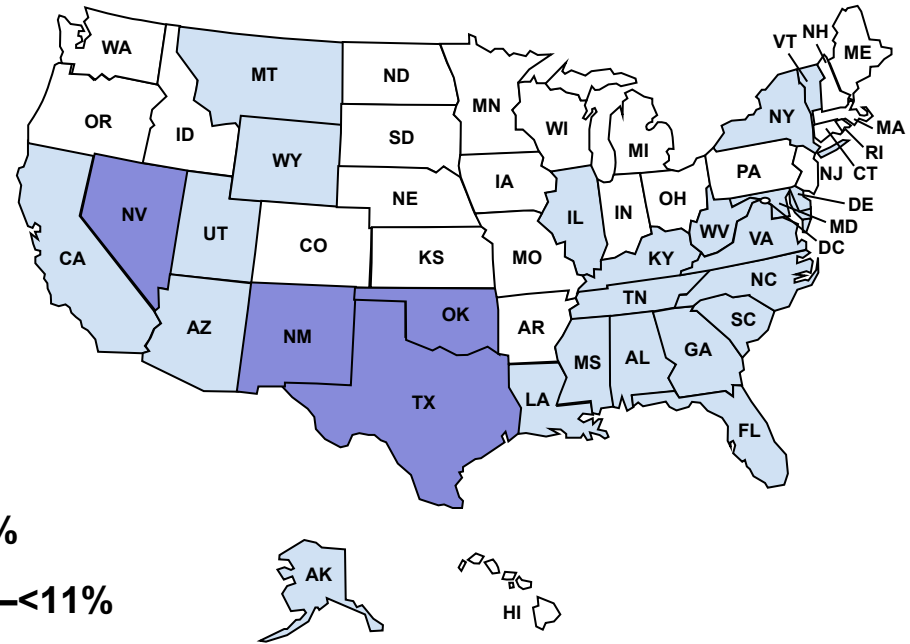 WA
MT
ND
MN
VT
NH
ME
OR
ID
SD
WI
MI
NY
MA
RI
CT
WY
NE
IA
PA
NJ
NV
UT
CO
KS
MO
IL
IN
OH
WV
VA
DE
MD
DC
CA
KY
NC
AZ
NM
OK
AR
TN
SC
TX
LA
MS
AL
GA
FL
%
–<11%
AK
HI